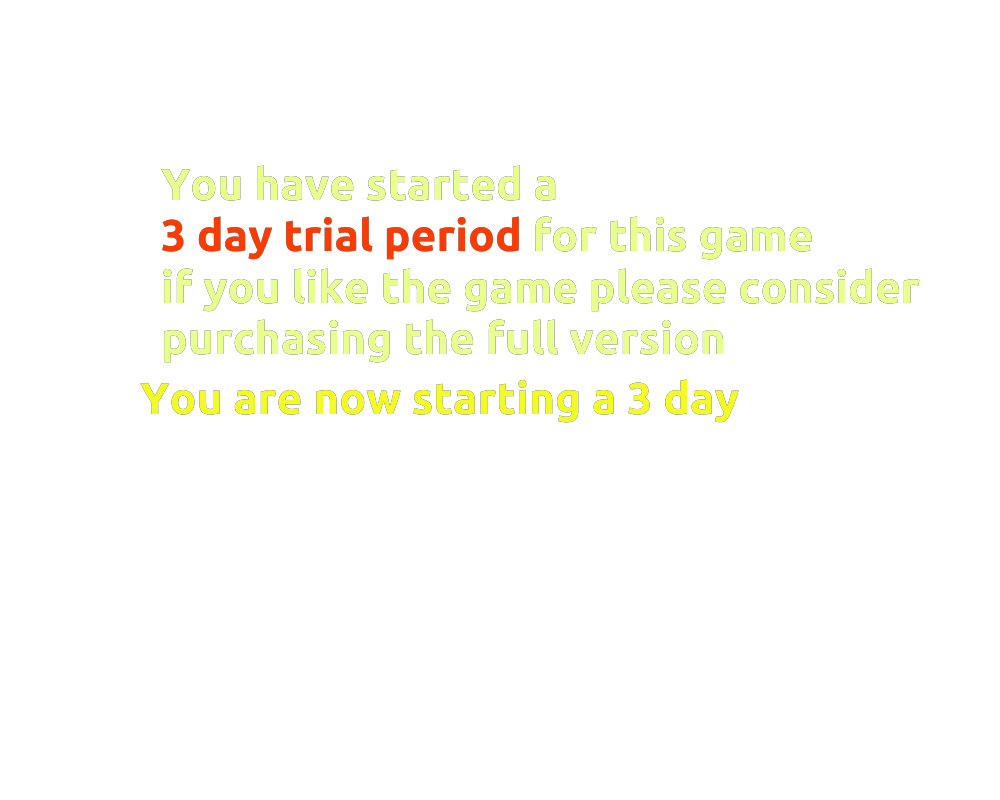 You have started a
3 day trial period for this game
if you like the game please consider
purchasing the full version
You are now starting a 3 day